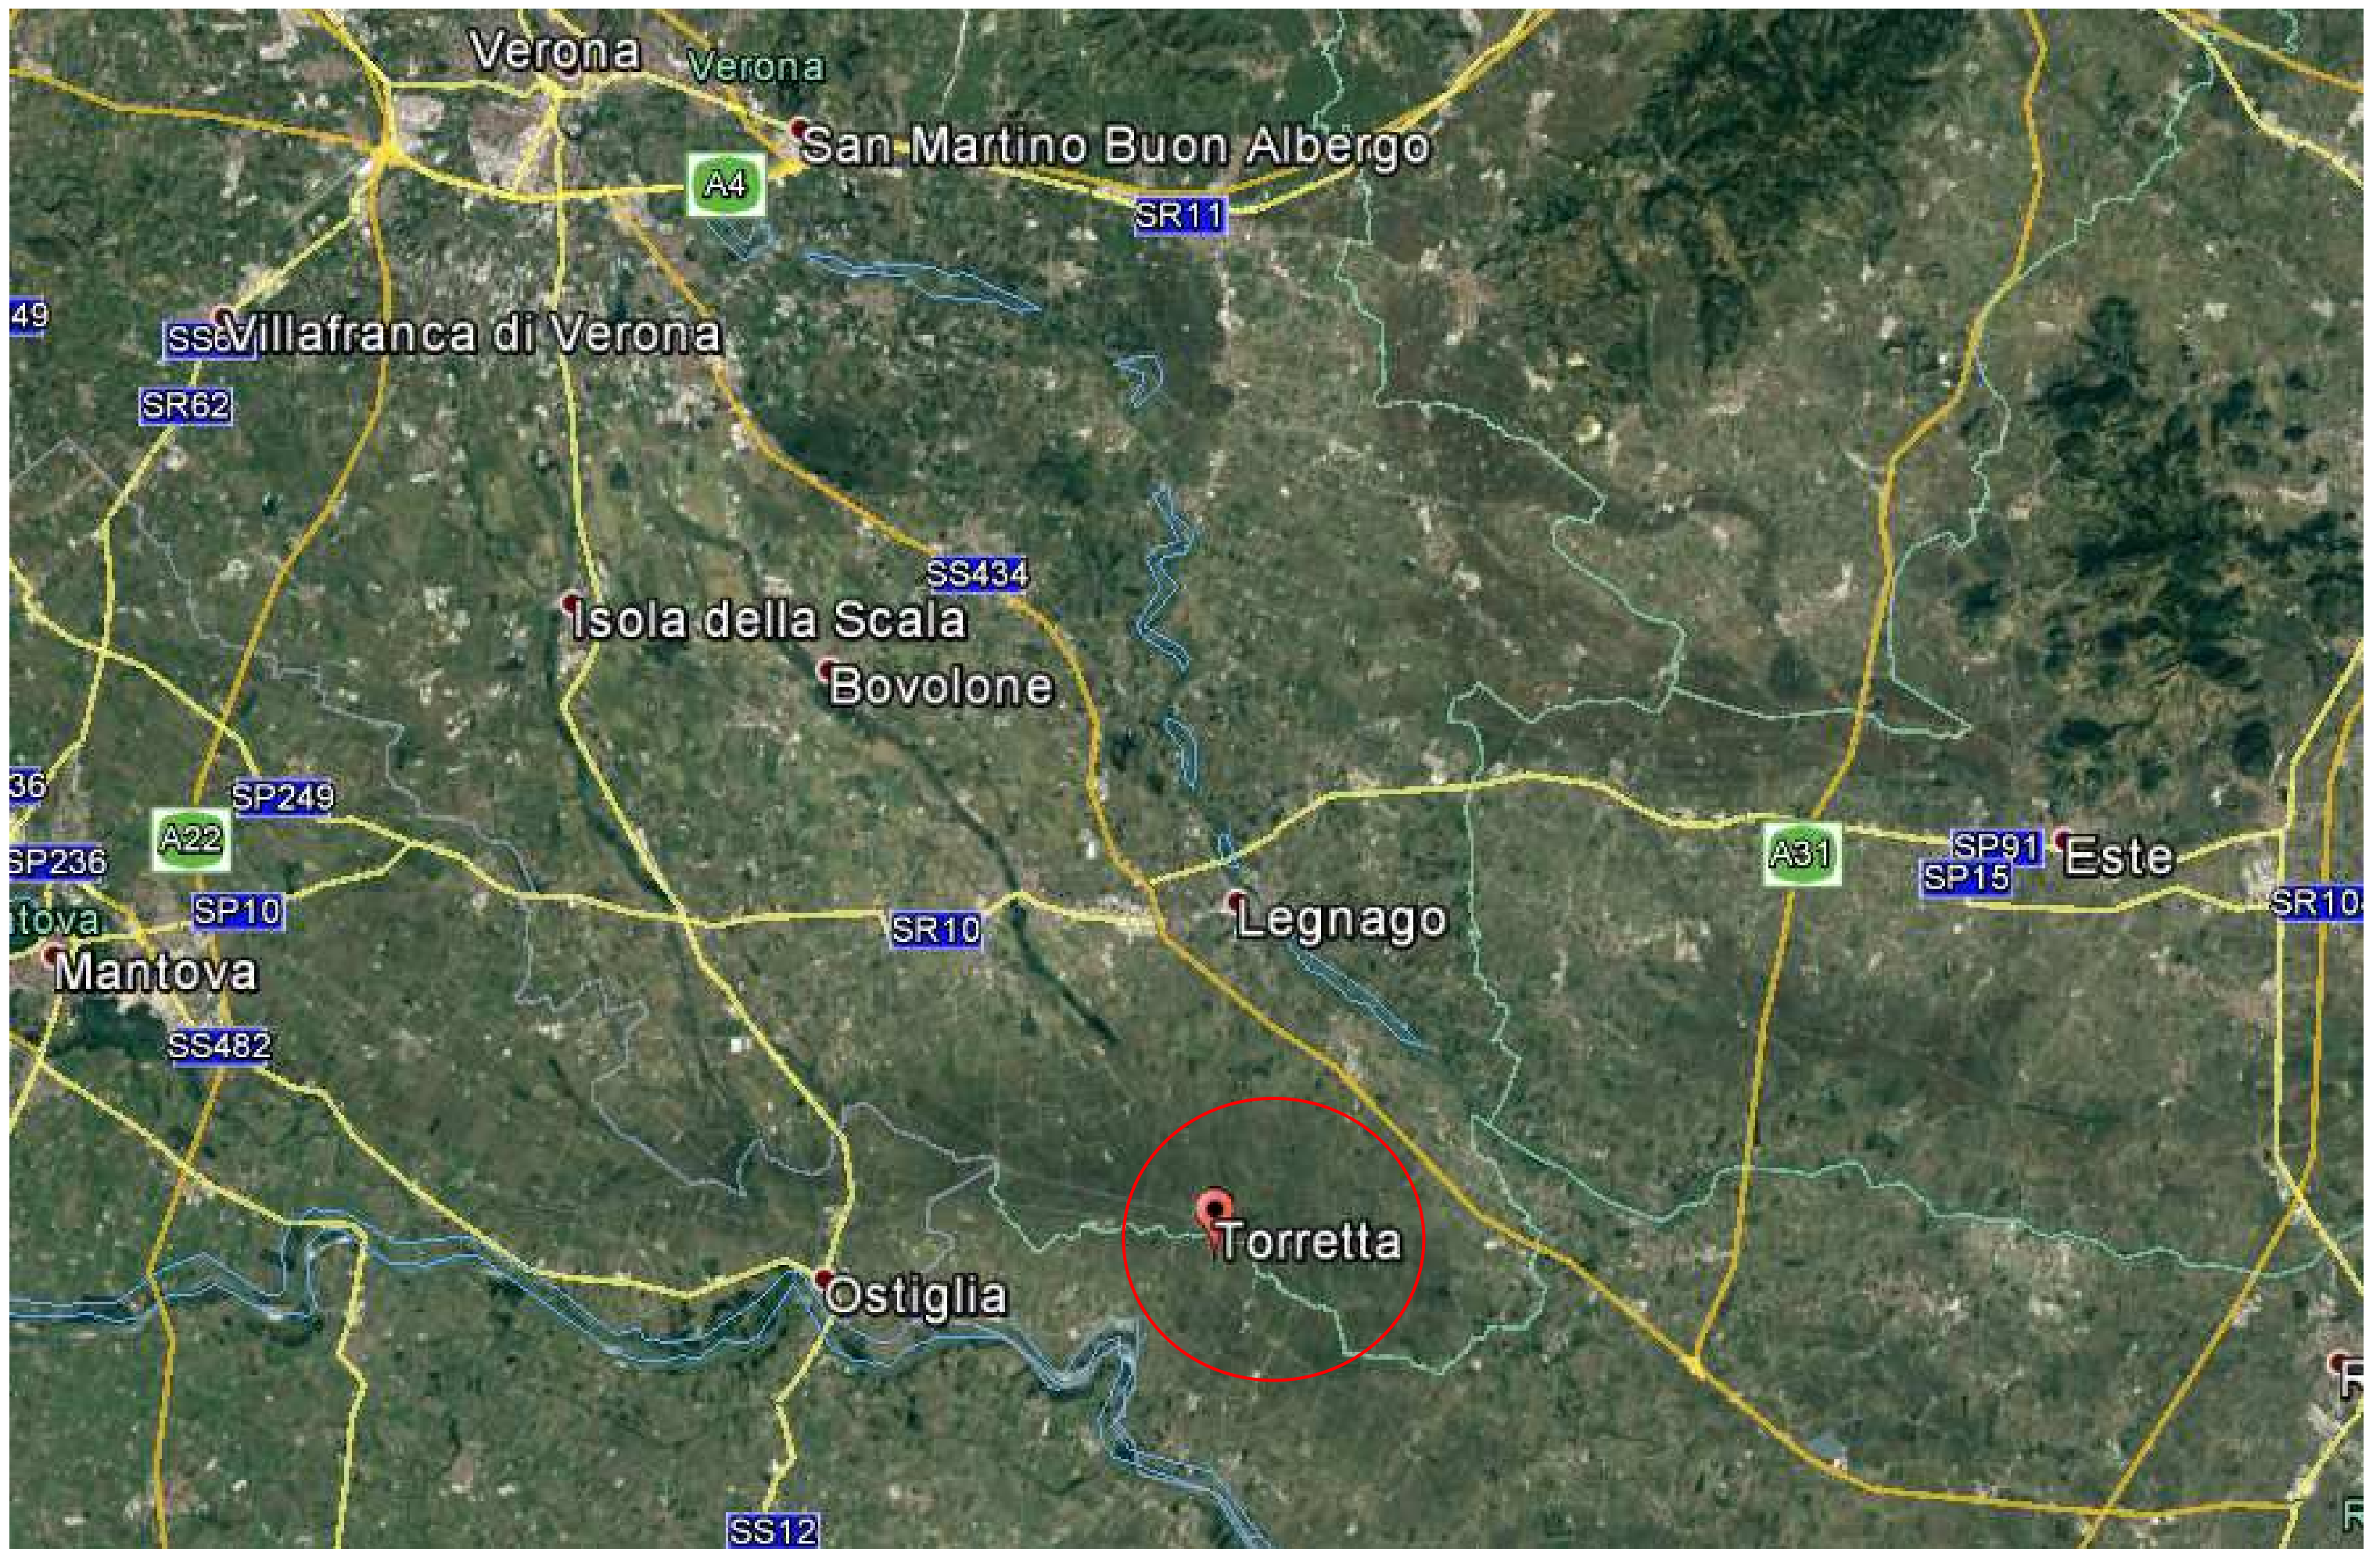 Verona
Verona
San Martino Buon Albergo
A4
SR11
49
Villafranca di Verona
SR62
SS434
Isola della Scala
Bovolone
36
SP249
A22
SP236
A31
SP91
Este
SP15
SP10
SR10
Legnago
SR10
tova
Mantova
SS482
Torretta
Ostiglia
SS12